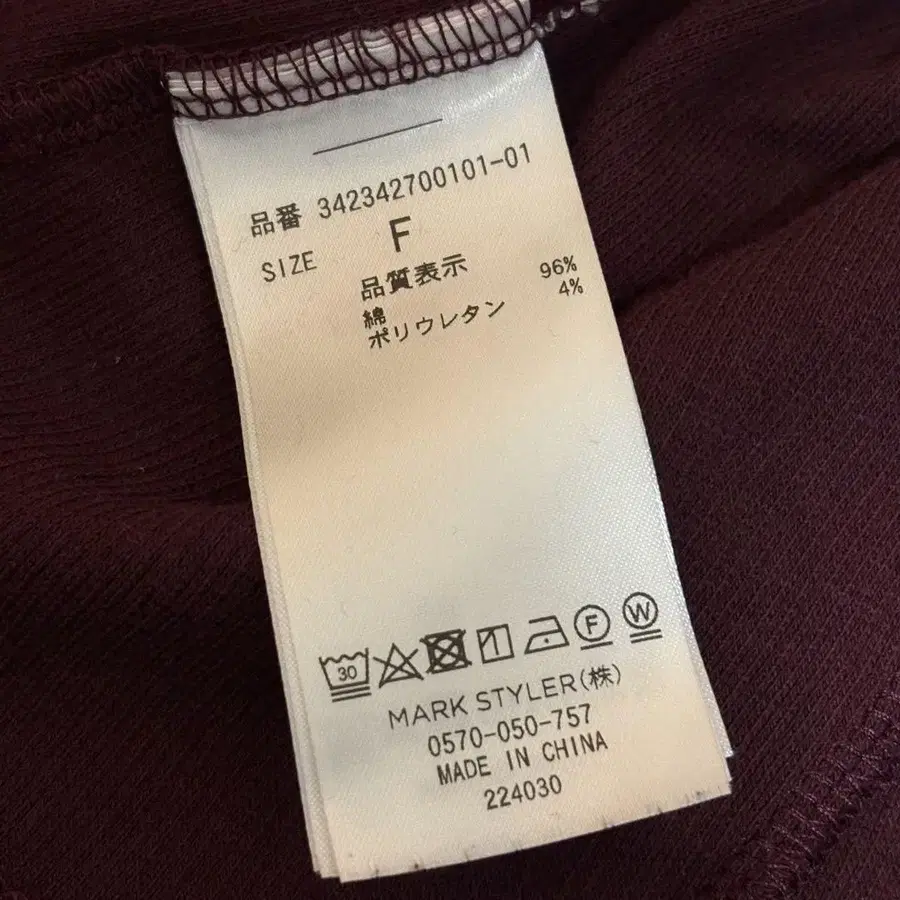 品番 342342700101-01
SIZE F
品質表示
綿 96%
ポリウレタン 4%
30 F W
MARK STYLER(株)
0570-050-757
MADE IN CHINA
224030